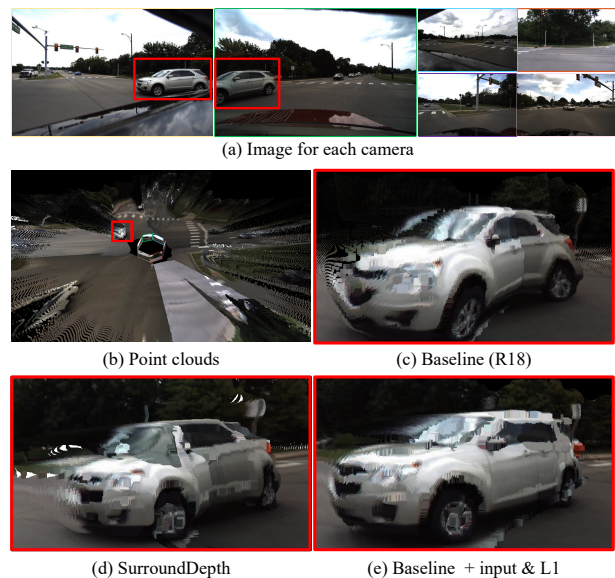 (a) Image for each camera
(b) Point clouds
(c) Baseline (R18)
(d) SurroundDepth
(e) Baseline + input & L1